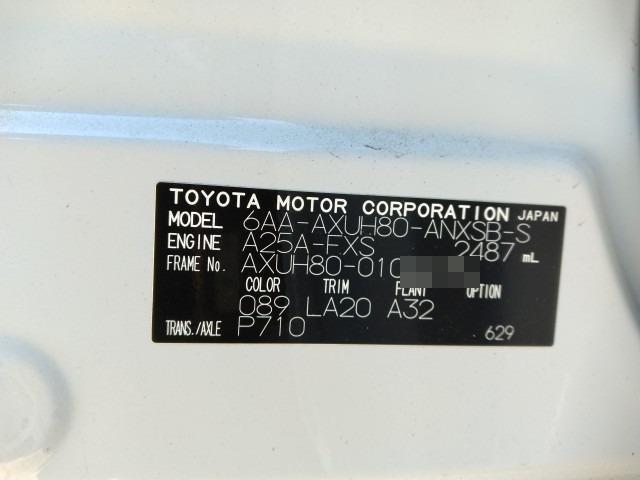 TOYOTA MOTOR CORPORATION JAPAN
MODEL 6AA-AXUH80-ANXSB-S
ENGINE A25A-FXS 2487 mL
FRAME No. AXUH80-010
COLOR TRIM PLANT OPTION
089 LA20 A32
TRANS./AXLE P710 629